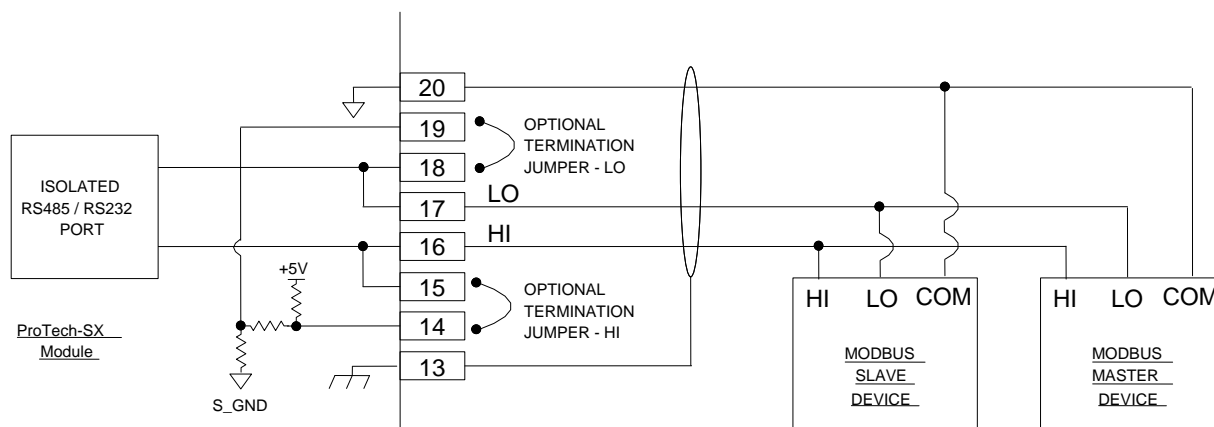 20
19
18
17
16
15
14
13
OPTIONAL
TERMINATION
JUMPER - LO
LO
HI
OPTIONAL
TERMINATION
JUMPER - HI
ISOLATED
RS485 / RS232
PORT
+5V
ProTech-SX
Module
S_GND
HI LO COM
MODBUS
SLAVE
DEVICE
HI LO COM
MODBUS
MASTER
DEVICE